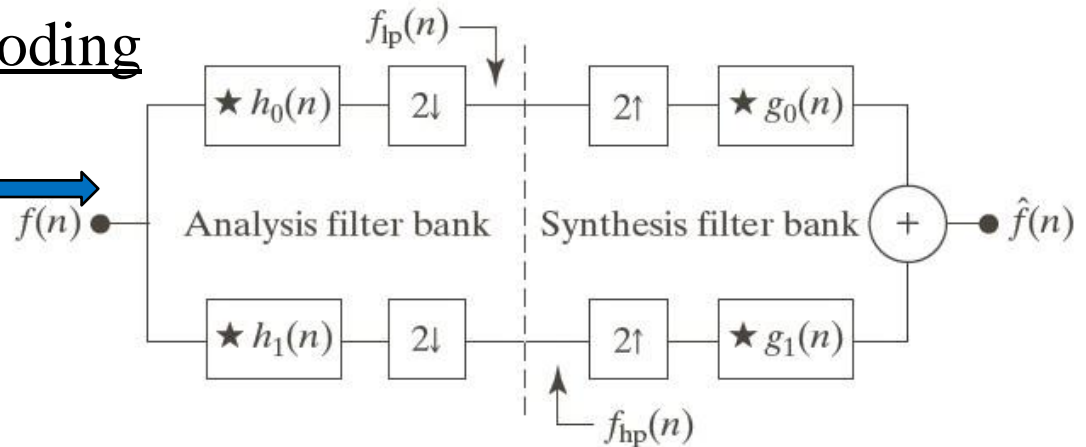 oding
f_lp(n)
★ h_0(n) 2↓ 2↑ ★ g_0(n)
f(n) Analysis filter bank Synthesis filter bank + f̂(n)
★ h_1(n) 2↓ 2↑ ★ g_1(n)
f_hp(n)